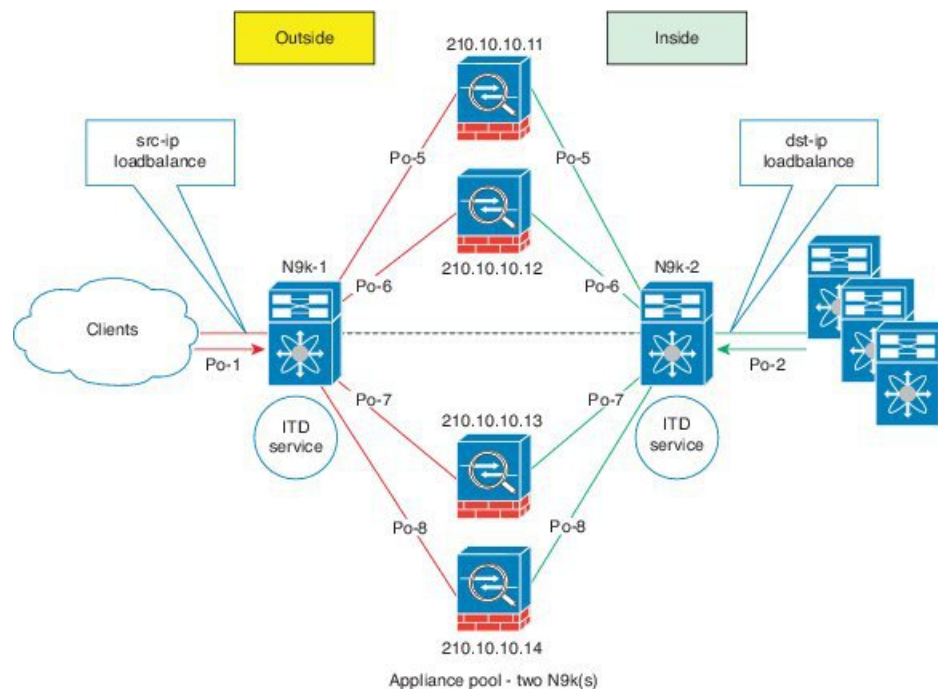 Outside
210.10.10.11
Inside
src-ip
loadbalance
dst-ip
loadbalance
Po-5
Po-5
N9k-1
210.10.10.12
N9k-2
Po-6
Po-6
Clients
Po-1
Po-2
Po-7
210.10.10.13
Po-7
ITD
service
ITD
service
Po-8
Po-8
210.10.10.14
Appliance pool - two N9k(s)